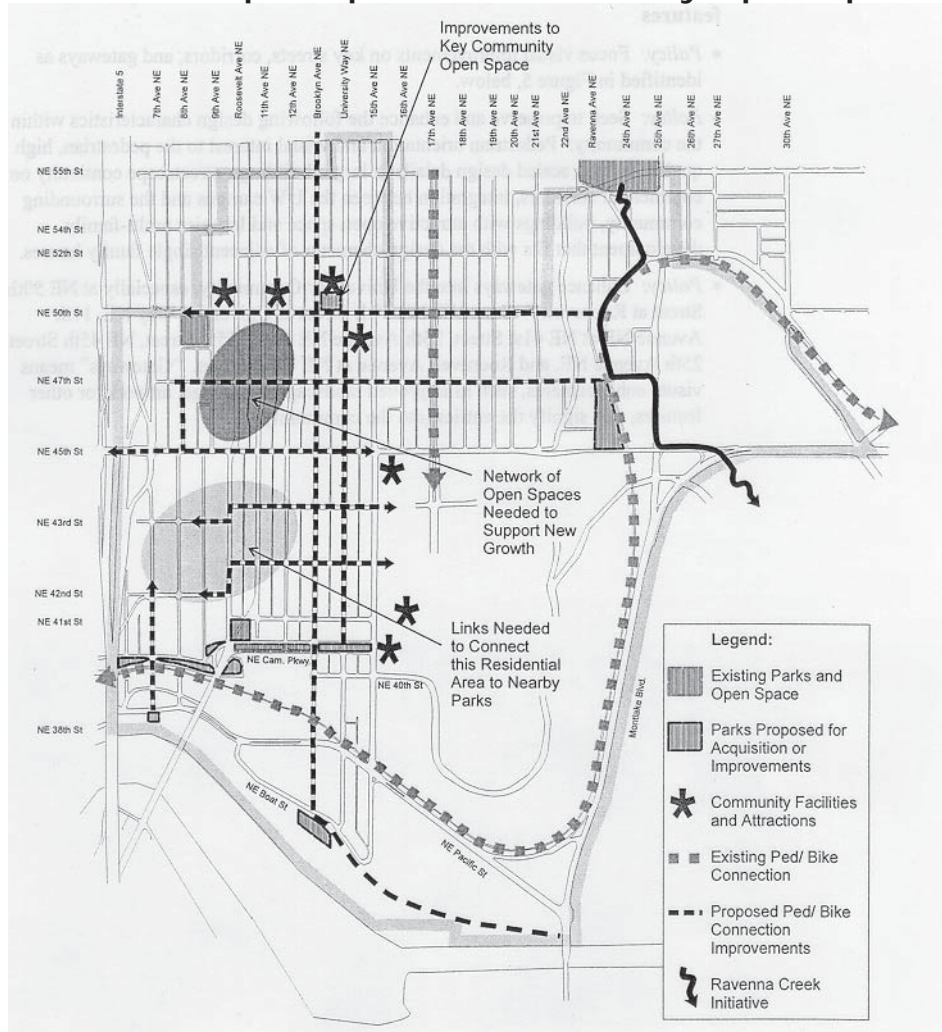 Improvements to
Key Community
Open Space
Interstate 5
7th Ave NE
8th Ave NE
9th Ave NE
Roosevelt Ave NE
11th Ave NE
12th Ave NE
Brooklyn Ave NE
University Way NE
15th Ave NE
16th Ave NE
17th Ave NE
18th Ave NE
19th Ave NE
20th Ave NE
21st Ave NE
22nd Ave NE
Ravenna Ave NE
24th Ave NE
25th Ave NE
26th Ave NE
27th Ave NE
30th Ave NE
NE 55th St
NE 54th St
NE 52th St
NE 50th St
NE 47th St
NE 45th St
NE 43rd St
NE 42nd St
NE 41st St
NE 38th St
Network of
Open Spaces
Needed to
Support New
Growth
Links Needed
to Connect
this Residential
Area to Nearby
Parks
NE Cam. Pkwy
NE 40th St
NE Boat St
NE Pacific St
Montlake Blvd.
Legend:
Existing Parks and
Open Space
Parks Proposed for
Acquisition or
Improvements
Community Facilities
and Attractions
Existing Ped/ Bike
Connection
Proposed Ped/ Bike
Connection
Improvements
Ravenna Creek
Initiative